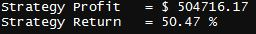 Strategy Profit   = $ 504716.17
Strategy Return   = 50.47 %